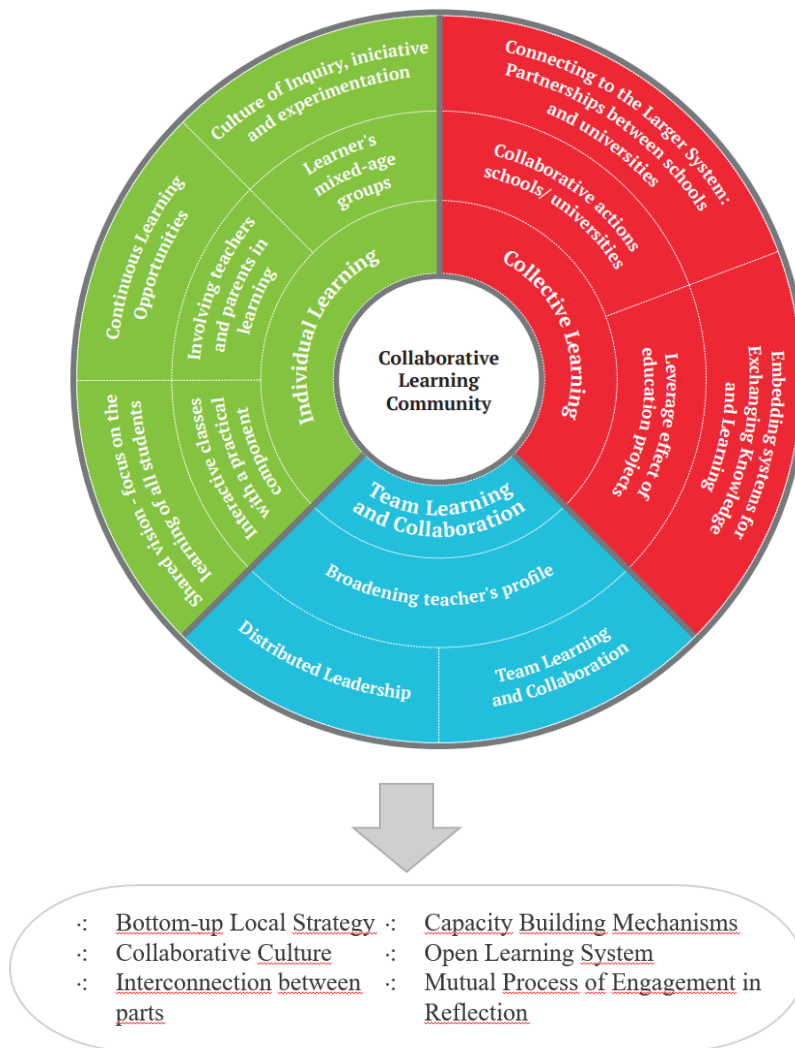 Culture of Inquiry, iniciative
and experimentation
Learner's
mixed-age
groups
Continuous Learning
Opportunities
Involving teachers
and parents in
learning
Individual Learning
Shared vision - focus on the
learning of all students
Interactive classes
with a practical
component
Connecting to the Larger System:
Partnerships between schools
and universities
Collaborative actions
schools/ universities
Collective Learning
Leverage effect of
education projects
Embedding systems for
Exchanging Knowledge
and Learning
Collaborative
Learning
Community
Team Learning
and Collaboration
Broadening teacher's profile
Distributed Leadership
Team Learning
and Collaboration
·: Bottom-up Local Strategy
·: Collaborative Culture
·: Interconnection between
parts
·: Capacity Building Mechanisms
·: Open Learning System
·: Mutual Process of Engagement in
Reflection